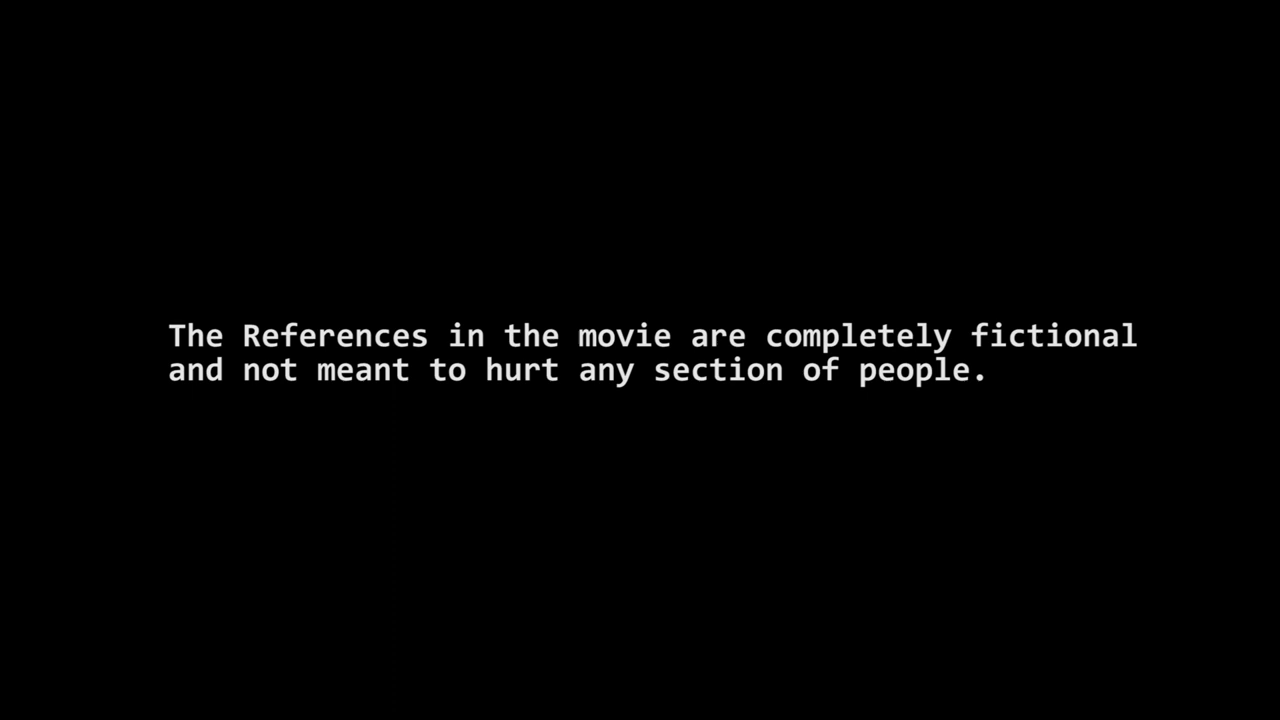 The References in the movie are completely fictional
and not meant to hurt any section of people.